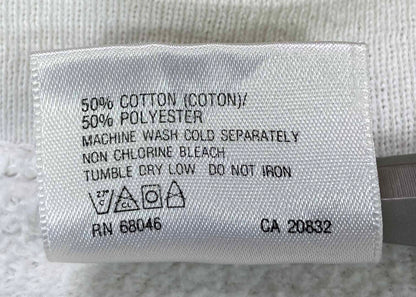 50% COTTON (COTON)/
50% POLYESTER
MACHINE WASH COLD SEPARATELY
NON CHLORINE BLEACH
TUMBLE DRY LOW DO NOT IRON
RN 68046 CA 20832